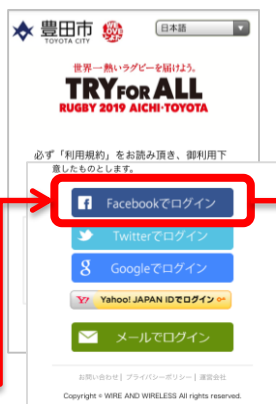 豊田市
TOYOTA CITY
WE LOVE
日本語
世界一熱いラグビーを届けよう。
TRY FOR ALL
RUGBY 2019 AICHI・TOYOTA
必ず「利用規約」をお読み頂き、御利用下
意したものとします。
f Facebookでログイン
Twitterでログイン
8 Googleでログイン
Y7 Yahoo! JAPAN IDでログイン
メールでログイン
お問い合わせ | プライバシーポリシー | 運営会社
Copyright © WIRE AND WIRELESS All rights reserved.